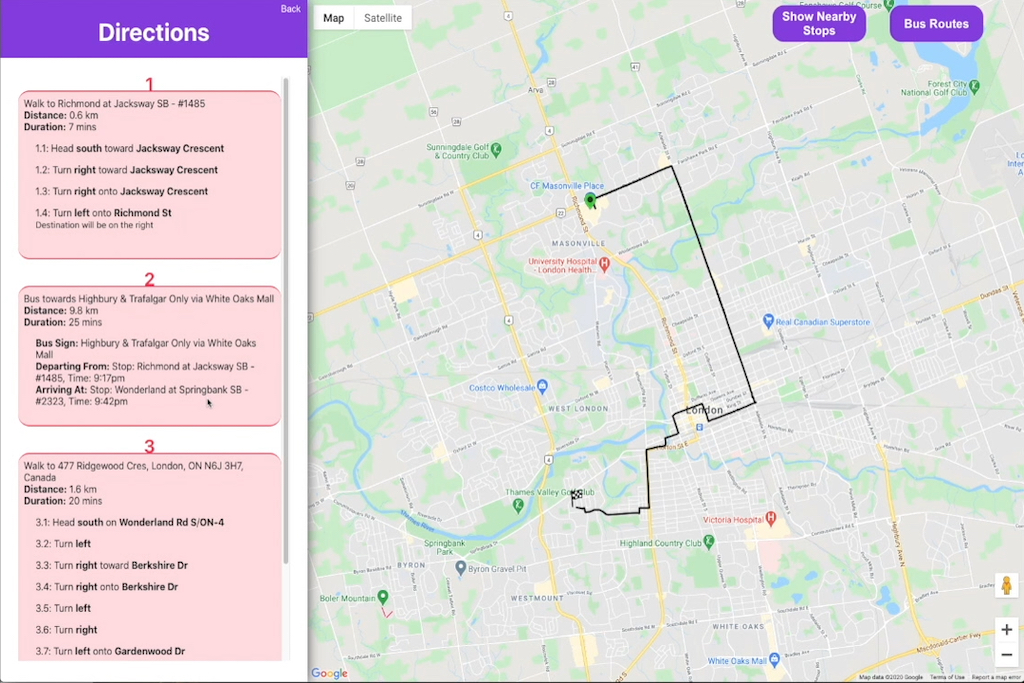 Back
Directions
1
Walk to Richmond at Jacksway SB - #1485
Distance: 0.6 km
Duration: 7 mins
1.1: Head south toward Jacksway Crescent
1.2: Turn right toward Jacksway Crescent
1.3: Turn right onto Jacksway Crescent
1.4: Turn left onto Richmond St
Destination will be on the right
2
Bus towards Highbury & Trafalgar Only via White Oaks Mall
Distance: 9.8 km
Duration: 25 mins
Bus Sign: Highbury & Trafalgar Only via White Oaks
Mall
Departing From: Stop: Richmond at Jacksway SB -
#1485, Time: 9:17pm
Arriving At: Stop: Wonderland at Springbank SB -
#2323, Time: 9:42pm
3
Walk to 477 Ridgewood Cres, London, ON N6J 3H7,
Canada
Distance: 1.6 km
Duration: 20 mins
3.1: Head south on Wonderland Rd S/ON-4
3.2: Turn left
3.3: Turn right toward Berkshire Dr
3.4: Turn right onto Berkshire Dr
3.5: Turn left
3.6: Turn right
3.7: Turn left onto Gardenwood Dr
Map
Satellite
Show Nearby
Stops
Bus Routes
Fanshawe Golf Course
Forest City
National Golf Club
Arva
Sunningdale Golf
& Country Club
CF Masonville Place
MASONVILLE
University Hospital
- London Health...
Richmond St
Real Canadian Superstore
Dundas St
Costco Wholesale
WEST LONDON
London
Thames Valley Golf Club
Victoria Hospital
Highland Country Club
Springbank
Park
BYRON
Byron Gravel Pit
Boler Mountain
WESTMOUNT
WHITE OAKS
White Oaks Mall
Highbury Ave N
Macdonald-Cartier Fwy
Google
Map data ©2020 Google
Terms of Use
Report a map error